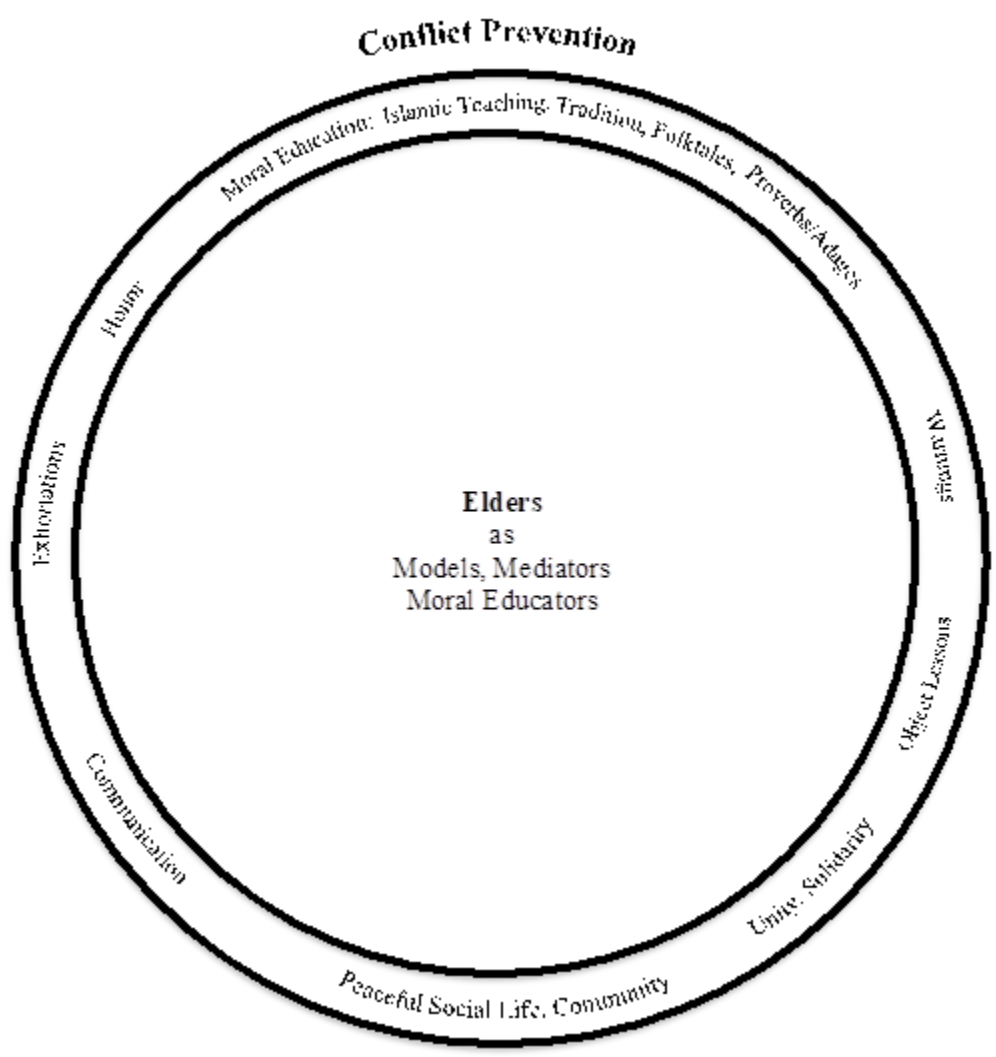 Conflict Prevention
Moral Education: Islamic Teaching, Tradition, Folktales, Proverbs/Adages
Warnings
Object Lessons
Unity, Solidarity
Peaceful Social Life, Community
Communication
Exhortations
Honor
Elders
as
Models, Mediators
Moral Educators